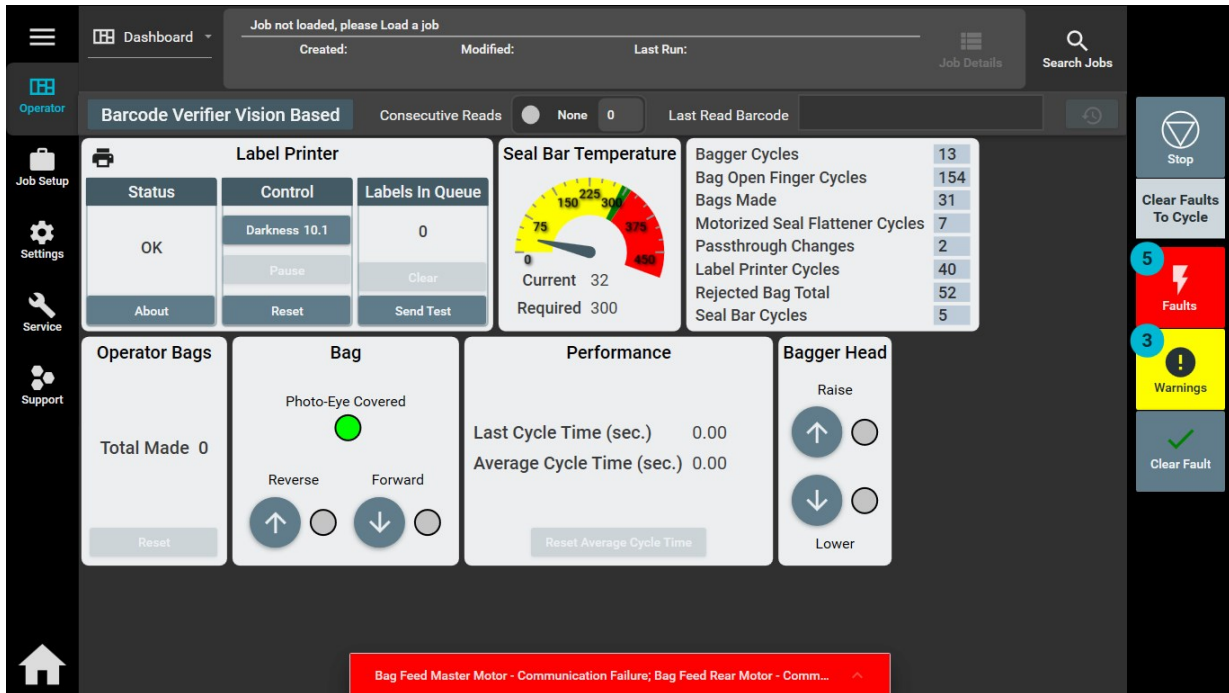 Dashboard
Job not loaded, please Load a job
Created: Modified: Last Run:
Job Details
Search Jobs
Operator
Job Setup
Settings
Service
Support
Barcode Verifier Vision Based
Consecutive Reads
None 0
Last Read Barcode
Label Printer
Status Control Labels In Queue
OK
Darkness 10.1
0
Pause
Clear
About
Reset
Send Test
Seal Bar Temperature
0
75
150
225
300
375
450
Current 32
Required 300
Bagger Cycles 13
Bag Open Finger Cycles 154
Bags Made 31
Motorized Seal Flattener Cycles 7
Passthrough Changes 2
Label Printer Cycles 40
Rejected Bag Total 52
Seal Bar Cycles 5
Operator Bags
Total Made 0
Reset
Bag
Photo-Eye Covered
Reverse Forward
Performance
Last Cycle Time (sec.) 0.00
Average Cycle Time (sec.) 0.00
Reset Average Cycle Time
Bagger Head
Raise
Lower
Stop
Clear Faults
To Cycle
5
Faults
3
Warnings
Clear Fault
Bag Feed Master Motor - Communication Failure; Bag Feed Rear Motor - Comm...